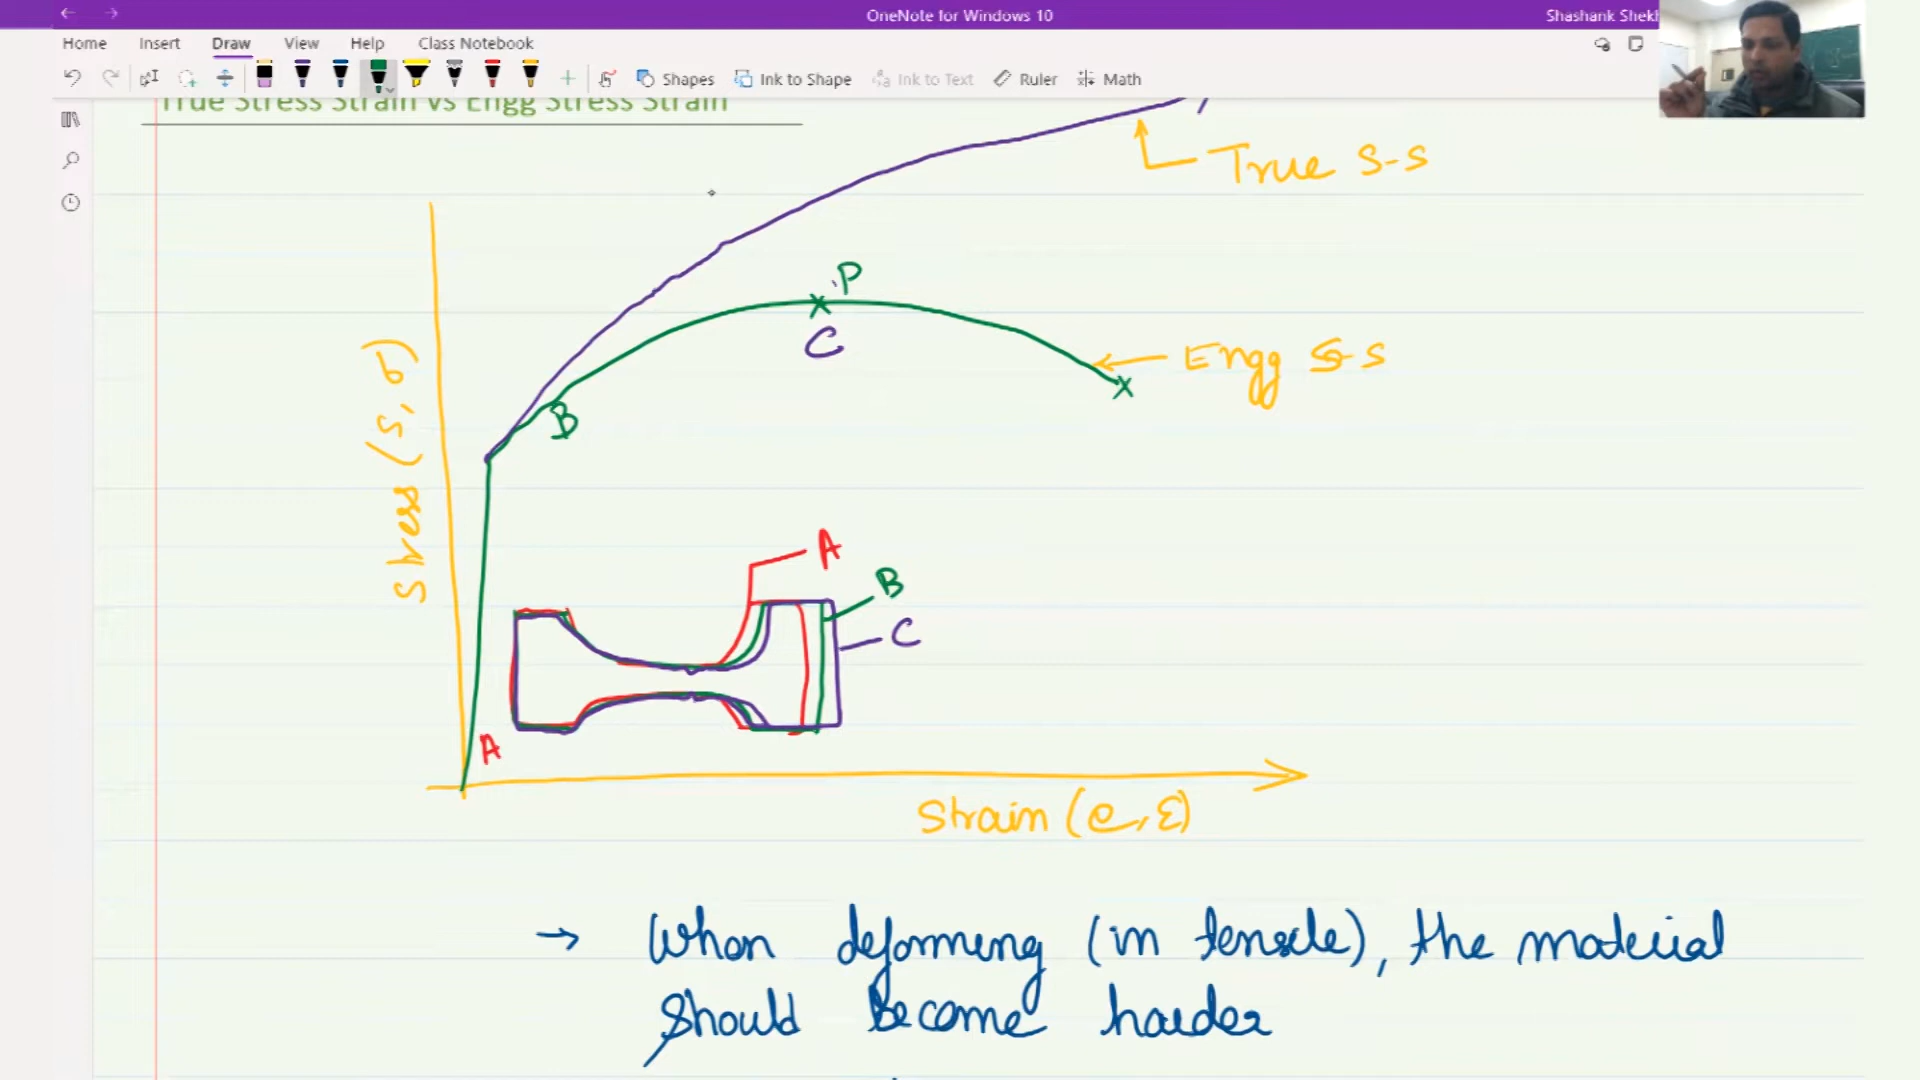 OneNote for Windows 10
Shashank Shekh
Home Insert Draw View Help Class Notebook
Shapes Ink to Shape Ink to Text Ruler Math
True Stress Strain vs Engg Stress Strain
True S-S
P
C
Engg S-S
B
Stress (s, σ)
A
B
C
A
Strain (e, ε)
→ When deforming (in tensile), the material
should become harder